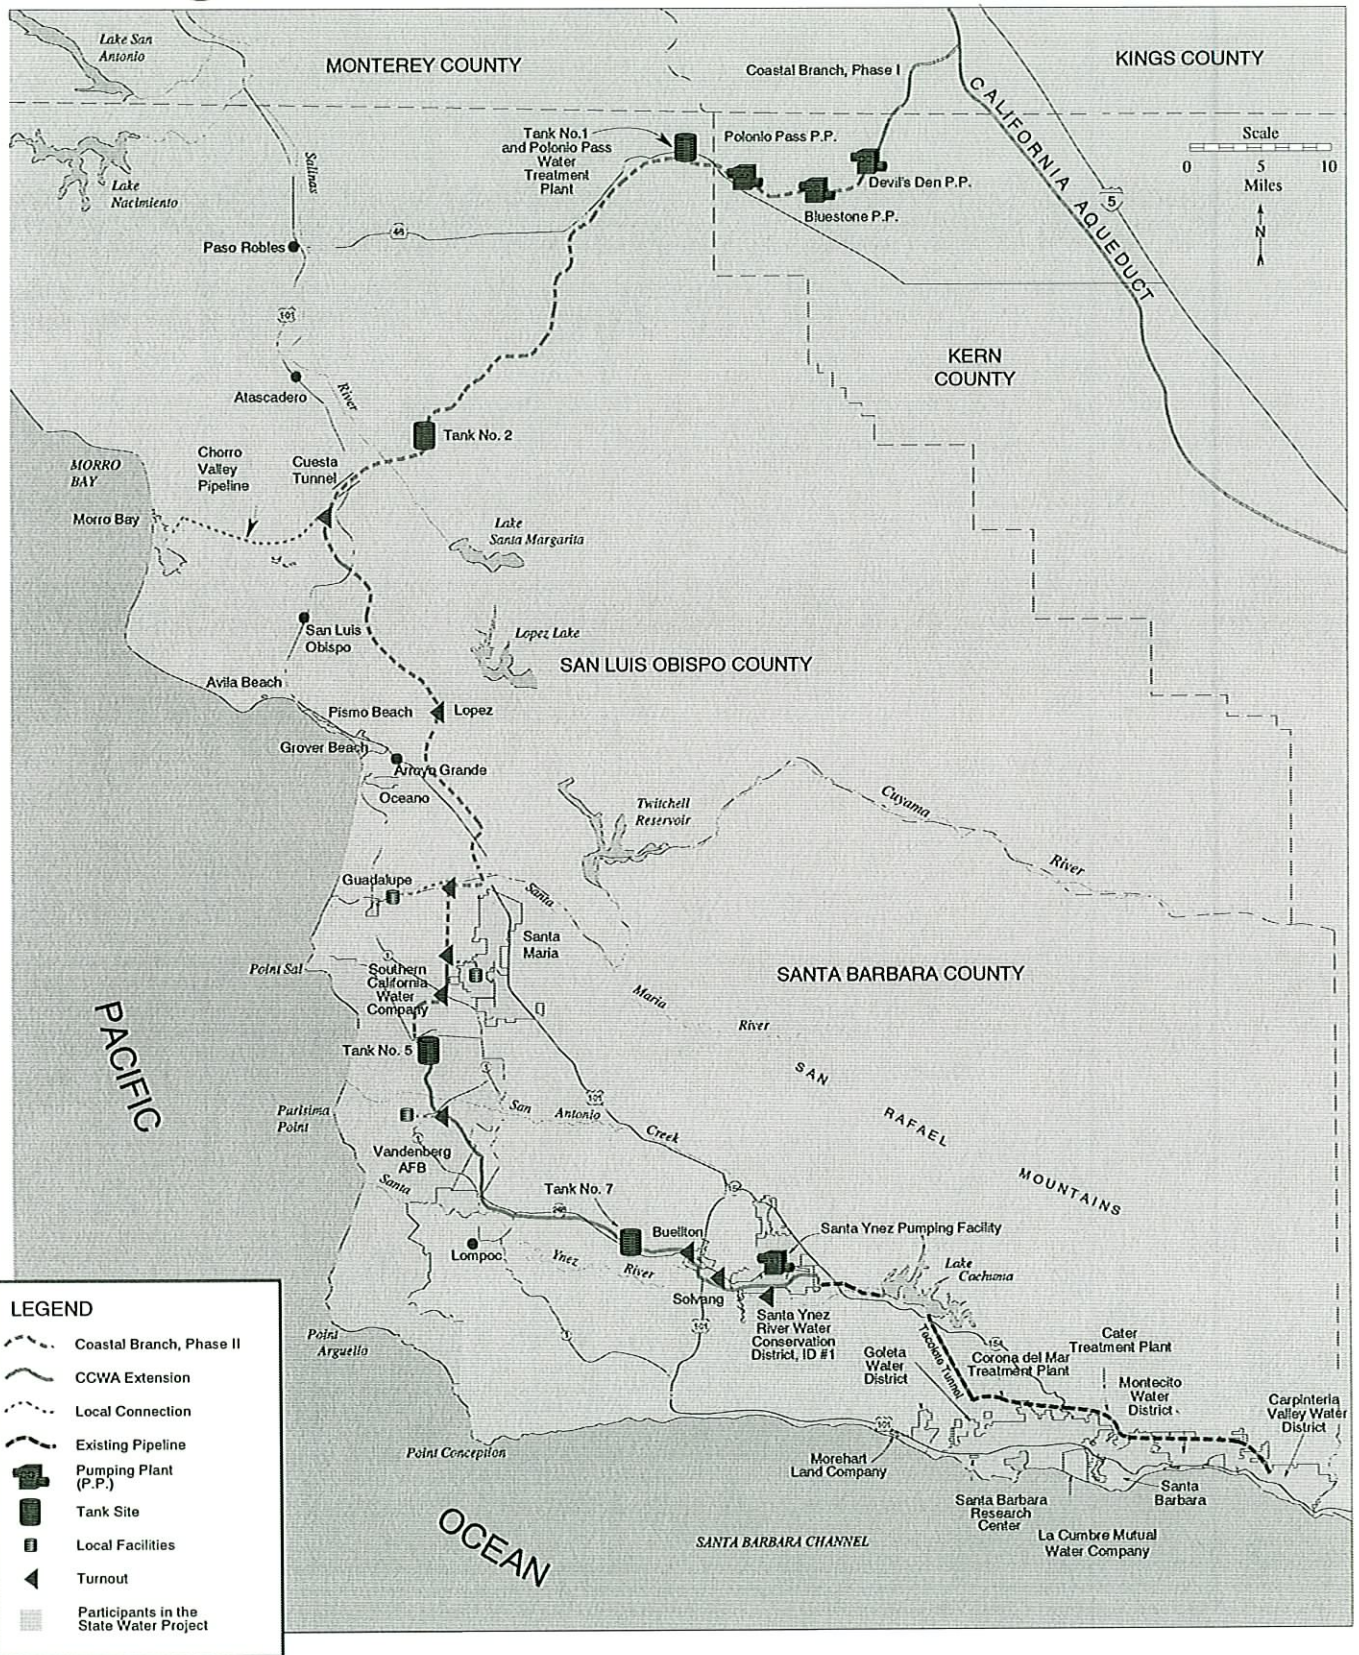 Lake San
Antonio
MONTEREY COUNTY
Coastal Branch, Phase I
KINGS COUNTY
CALIFORNIA AQUEDUCT
Scale
0 5 10
Miles
N
5
Tank No.1
and Polonio Pass
Water
Treatment
Plant
Polonio Pass P.P.
Devil's Den P.P.
Bluestone P.P.
Salinas
Lake
Nacimiento
Paso Robles
46
101
KERN
COUNTY
Atascadero
River
Tank No. 2
Chorro
Valley
Pipeline
Cuesta
Tunnel
MORRO
BAY
Morro Bay
Lake
Santa Margarita
San Luis
Obispo
Lopez Lake
SAN LUIS OBISPO COUNTY
Avila Beach
Pismo Beach
Lopez
Grover Beach
Arroyo Grande
Oceano
Twitchell
Reservoir
Cuyama
River
Guadalupe
Santa
Santa
Maria
1
Point Sal
Southern
California
Water
Company
SANTA BARBARA COUNTY
Maria
River
PACIFIC
Tank No. 5
SAN
RAFAEL
MOUNTAINS
101
Purisima
Point
San
Antonio
Creek
Vandenberg
AFB
Santa
Tank No. 7
246
Buellton
Santa Ynez Pumping Facility
Lompoc
Ynez
River
Lake
Cachuma
Solvang
Santa Ynez
River Water
Conservation
District, ID #1
101
1
Point
Arguello
Goleta
Water
District
Tecolote Tunnel
154
Corona del Mar
Treatment Plant
Cater
Treatment Plant
Montecito
Water
District
Carpinteria
Valley Water
District
101
Point Conception
Morehart
Land Company
Santa Barbara
Research
Center
Santa
Barbara
La Cumbre Mutual
Water Company
OCEAN
SANTA BARBARA CHANNEL
LEGEND
Coastal Branch, Phase II
CCWA Extension
Local Connection
Existing Pipeline
Pumping Plant
(P.P.)
Tank Site
Local Facilities
Turnout
Participants in the
State Water Project